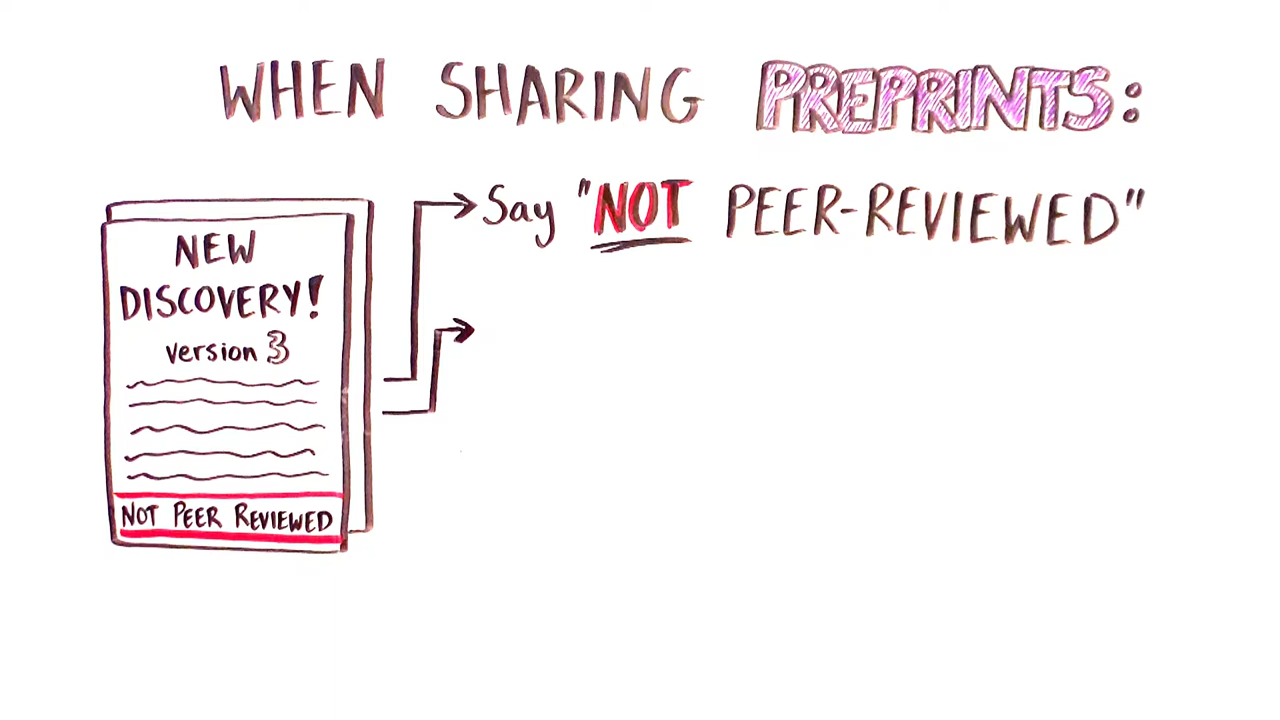 WHEN SHARING PREPRINTS:
Say "NOT PEER-REVIEWED"
NEW
DISCOVERY!
version 3
NOT PEER REVIEWED